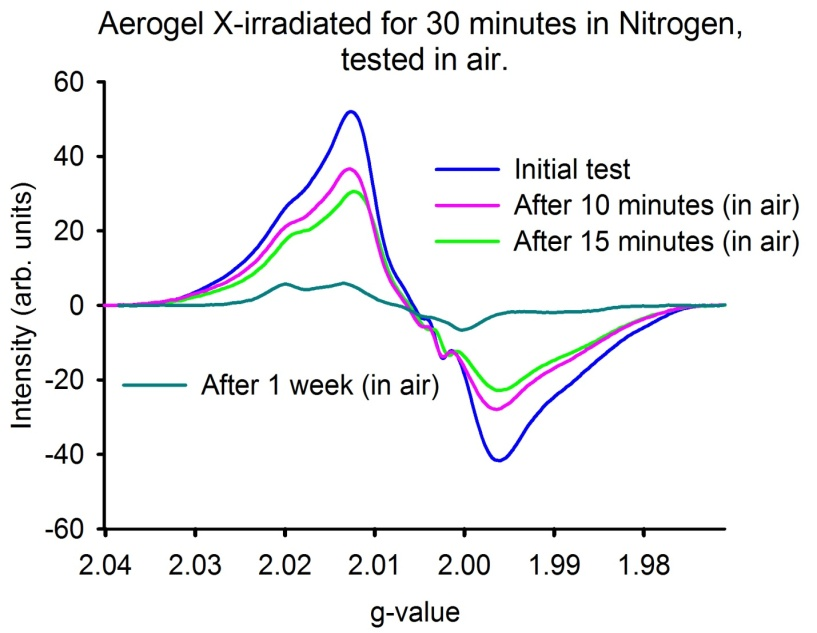 Aerogel X-irradiated for 30 minutes in Nitrogen,
tested in air.
60
40
20
0
-20
-40
-60
Intensity (arb. units)
Initial test
After 10 minutes (in air)
After 15 minutes (in air)
After 1 week (in air)
2.04 2.03 2.02 2.01 2.00 1.99 1.98
g-value